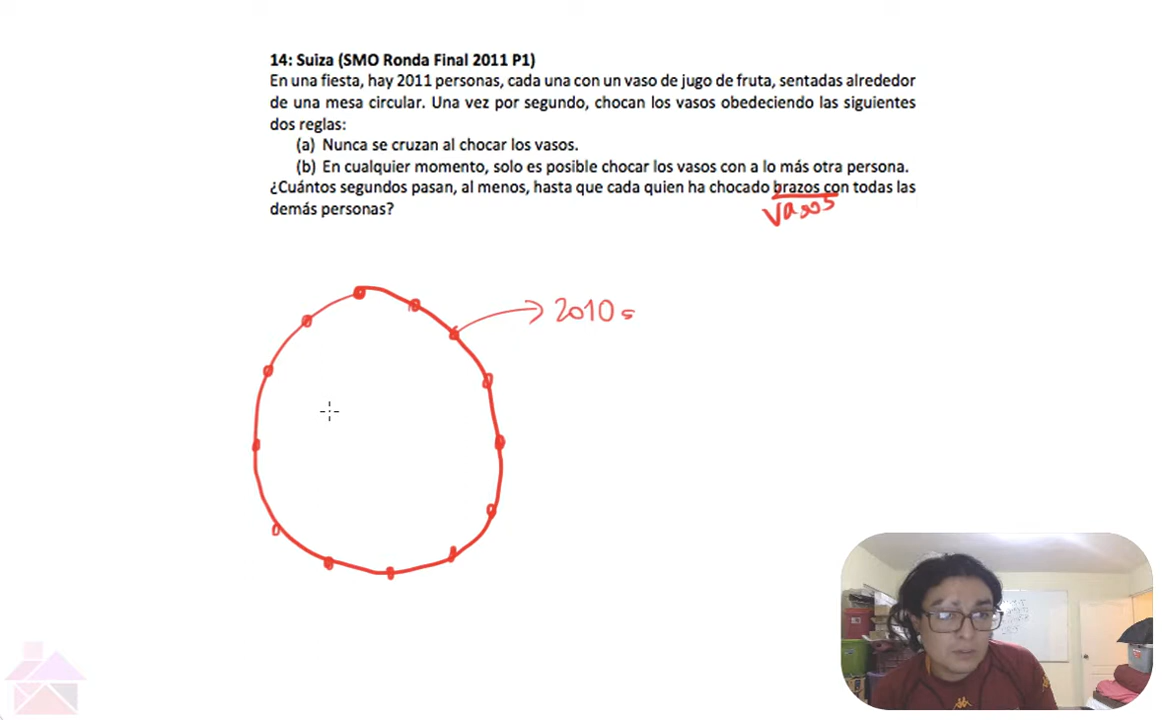 14: Suiza (SMO Ronda Final 2011 P1)
En una fiesta, hay 2011 personas, cada una con un vaso de jugo de fruta, sentadas alrededor
de una mesa circular. Una vez por segundo, chocan los vasos obedeciendo las siguientes
dos reglas:
(a) Nunca se cruzan al chocar los vasos.
(b) En cualquier momento, solo es posible chocar los vasos con a lo más otra persona.
¿Cuántos segundos pasan, al menos, hasta que cada quien ha chocado brazos con todas las
demás personas?
vasos
2010 s